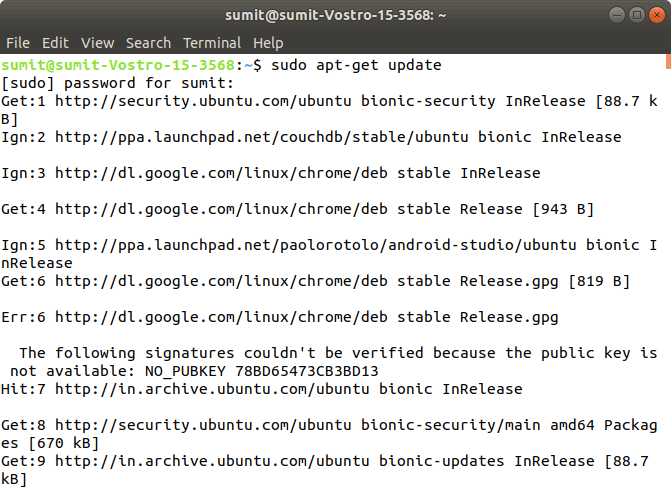 sumit@sumit-Vostro-15-3568: ~
File Edit View Search Terminal Help
sumit@sumit-Vostro-15-3568:~$ sudo apt-get update
[sudo] password for sumit:
Get:1 http://security.ubuntu.com/ubuntu bionic-security InRelease [88.7 k
B]
Ign:2 http://ppa.launchpad.net/couchdb/stable/ubuntu bionic InRelease
Ign:3 http://dl.google.com/linux/chrome/deb stable InRelease
Get:4 http://dl.google.com/linux/chrome/deb stable Release [943 B]
Ign:5 http://ppa.launchpad.net/paolorotolo/android-studio/ubuntu bionic I
nRelease
Get:6 http://dl.google.com/linux/chrome/deb stable Release.gpg [819 B]
Err:6 http://dl.google.com/linux/chrome/deb stable Release.gpg
  The following signatures couldn't be verified because the public key is
 not available: NO_PUBKEY 78BD65473CB3BD13
Hit:7 http://in.archive.ubuntu.com/ubuntu bionic InRelease
Get:8 http://security.ubuntu.com/ubuntu bionic-security/main amd64 Packag
es [670 kB]
Get:9 http://in.archive.ubuntu.com/ubuntu bionic-updates InRelease [88.7
kB]